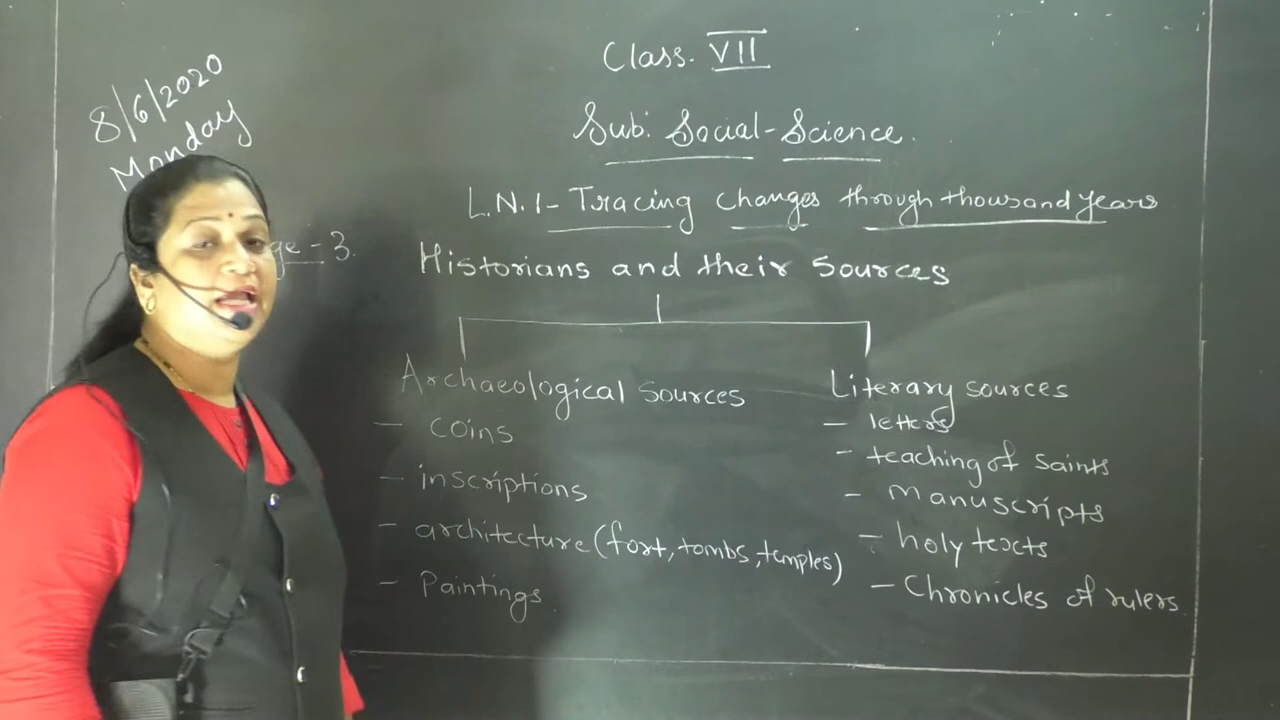 8/6/2020
Monday
Class. VII
Sub: Social-Science.
L.N.1- Tracing changes through thousand years
ge-3.
Historians and their sources
Archaeological sources
- coins
- inscriptions
- architecture (fort, tombs, temples)
- Paintings
Literary sources
- letters
- teaching of saints
- manuscripts
- holy texts
- Chronicles of rulers